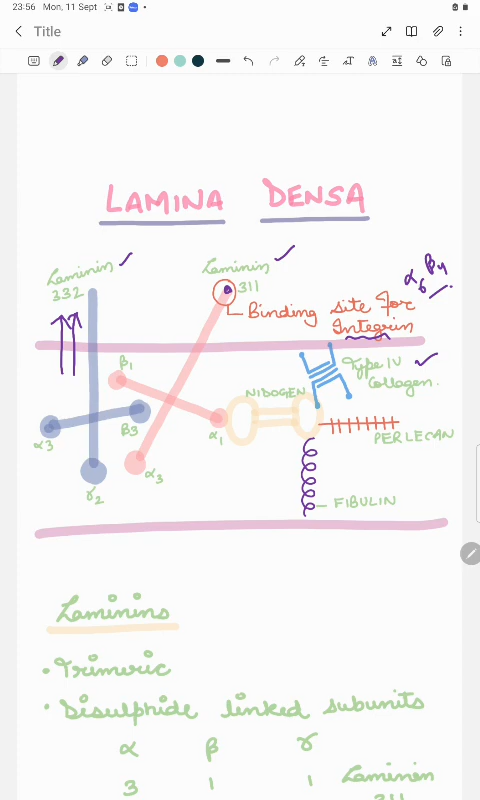 23:56 Mon, 11 Sept
Title
LAMINA DENSA
Laminin
332
Laminin
311
α6 β4
Binding site For
Integrin
β1
Type IV
Collagen
NIDOGEN
α3
β3
α1
PERLECAN
γ2
α3
FIBULIN
Laminins
• Trimeric
• Disulphide linked subunits
α β γ
3 1 1 Laminin
311